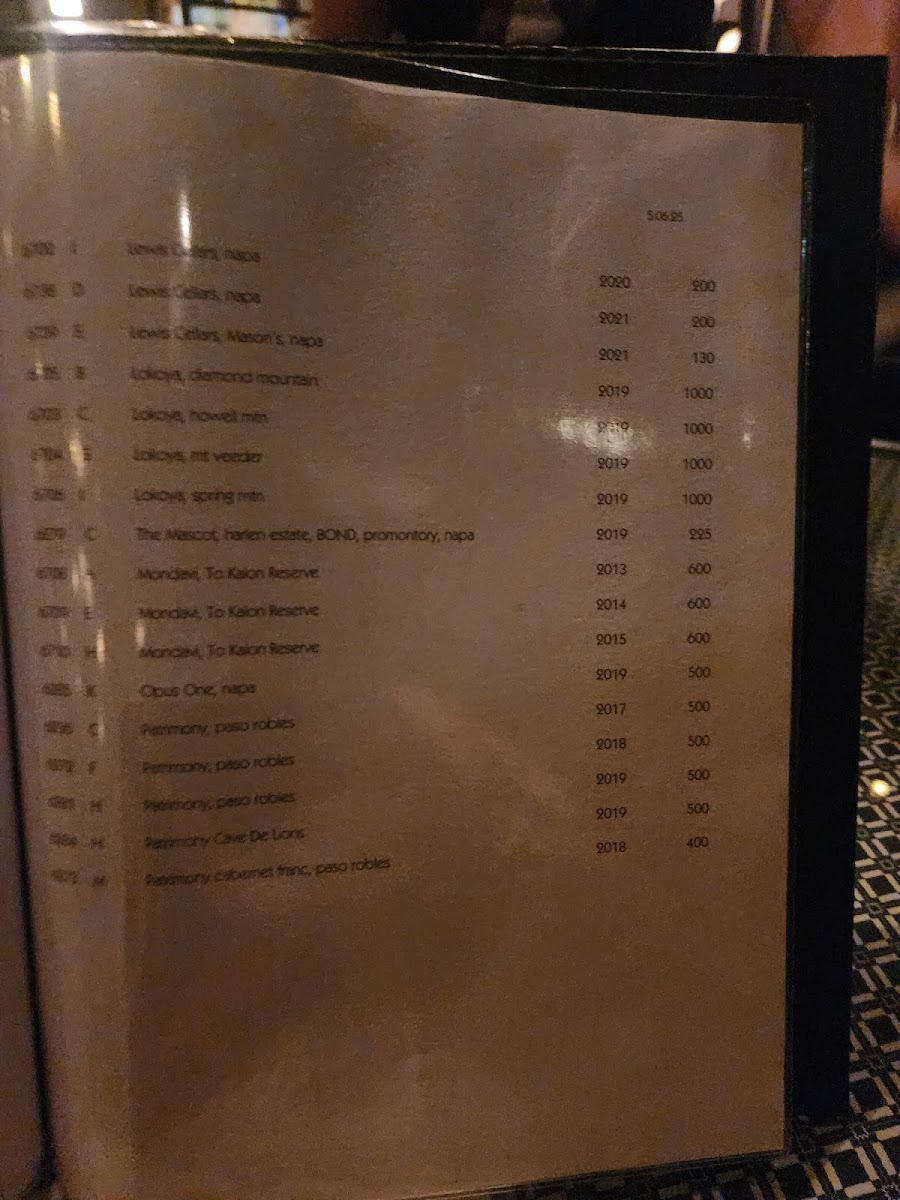 5.06.25
Lewis Cellars, napa 2020 200
Lewis Cellars, napa 2021 200
Lewis Cellars, Mason's, napa 2021 130
Lokoya, diamond mountain 2019 1000
Lokoya, howell mtn 2019 1000
Lokoya, mt veeder 2019 1000
Lokoya, spring mtn 2019 1000
The Mascot, harlen estate, BOND, promontory, napa 2019 225
Mondavi, To Kalon Reserve 2013 600
Mondavi, To Kalon Reserve 2014 600
Mondavi, To Kalon Reserve 2015 600
Opus One, napa 2019 500
Patrimony, paso robles 2017 500
Patrimony, paso robles 2018 500
Patrimony, paso robles 2019 500
Patrimony Cave De Lions 2019 500
Patrimony cabernet franc, paso robles 2018 400